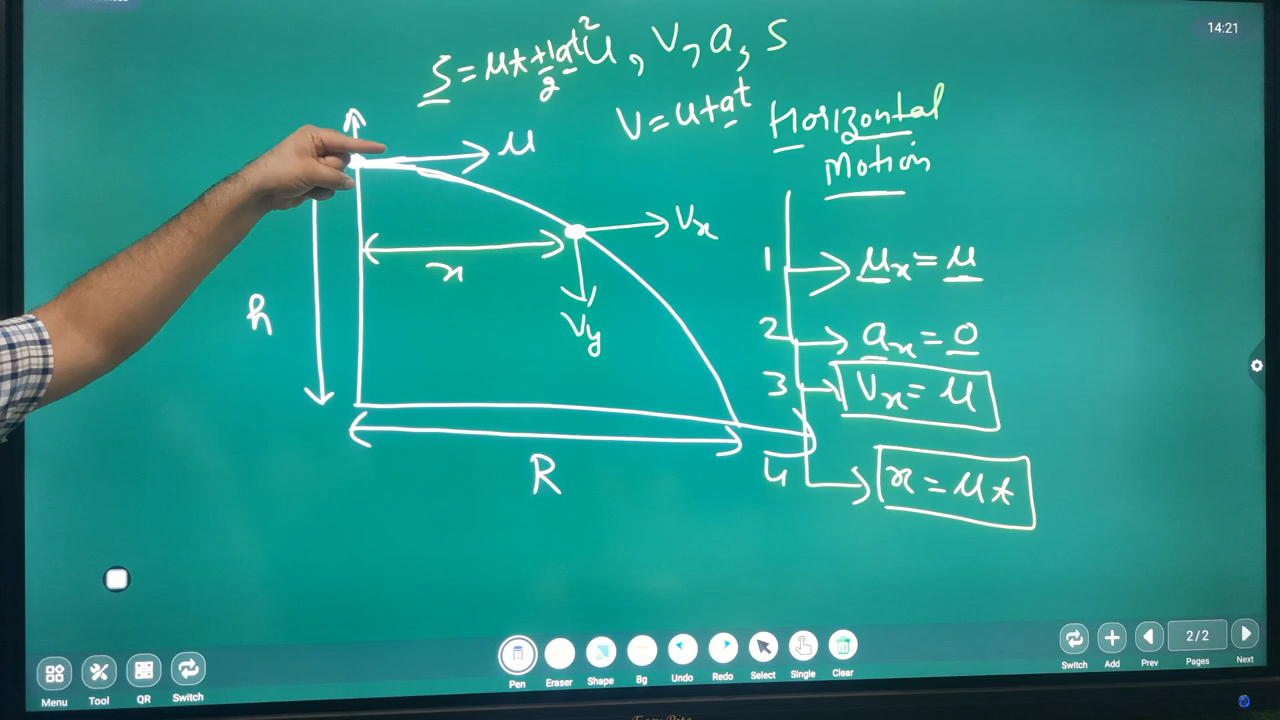 14:21
S = ut + 1/2 at² u, v, a, s
v = u + at
Horizontal
Motion
u
Vx
x
h
Vy
R
1 → ux = u
2 → ax = 0
3 → Vx = u
4 → x = ut
Menu Tool QR Switch
Pen Eraser Shape Bg Undo Redo Select Single Clear
Switch Add Prev 2/2 Pages Next